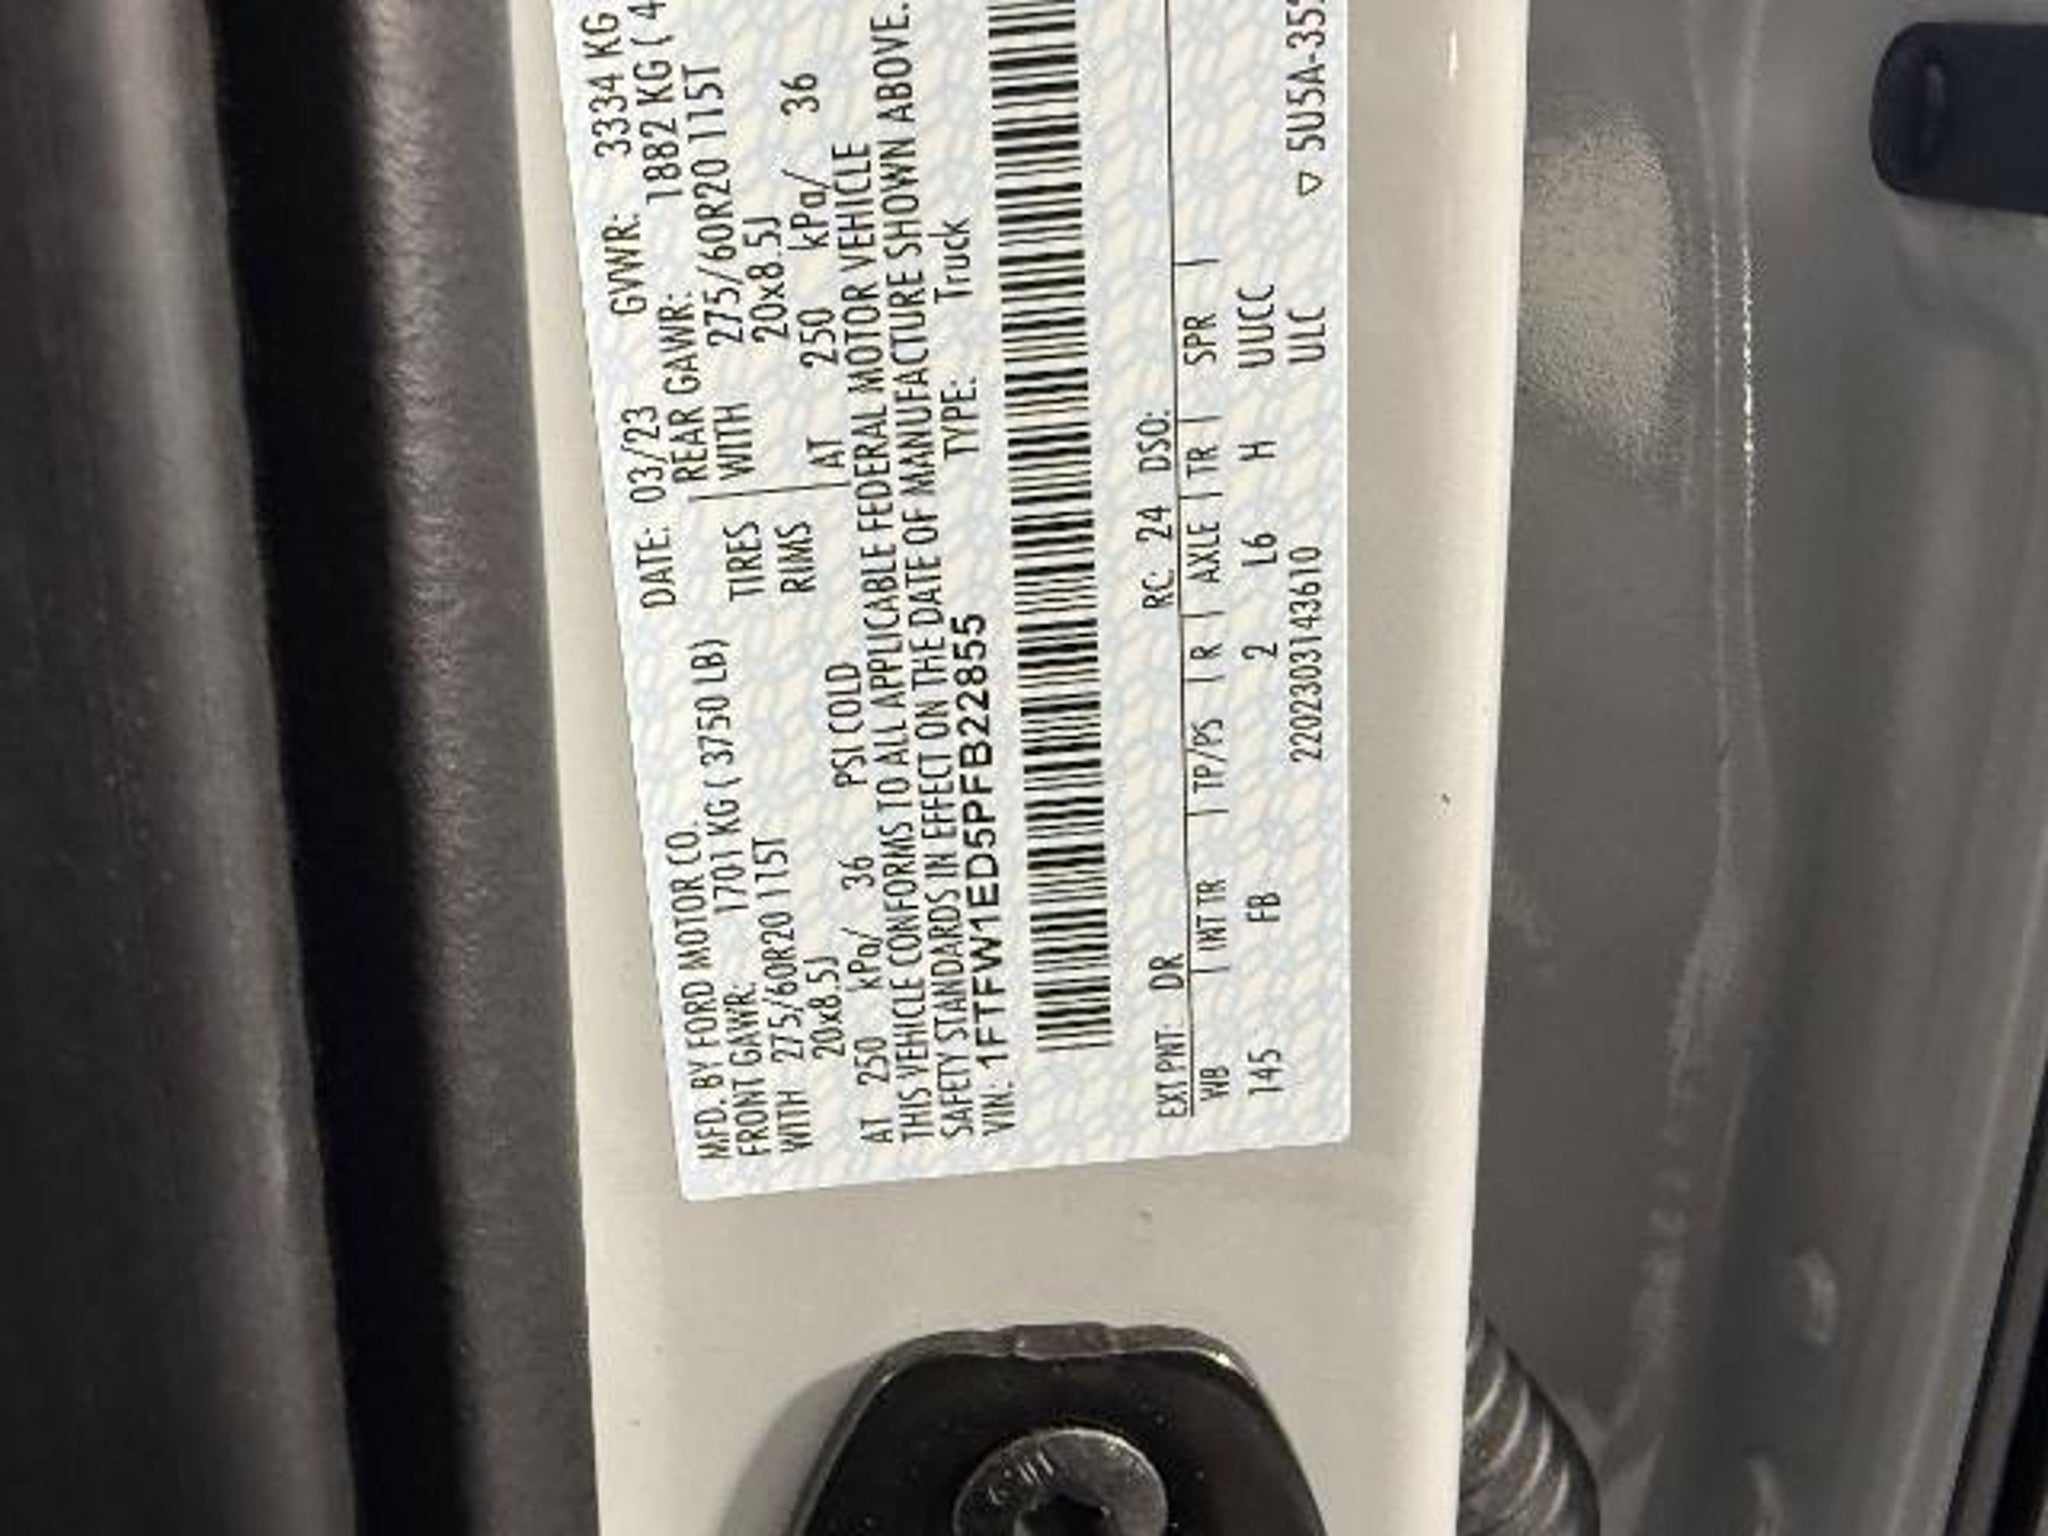 MFD. BY FORD MOTOR CO. DATE: 03/23 GVWR: 3334 KG
FRONT GAWR: 1701 KG ( 3750 LB) REAR GAWR: 1882 KG ( 4
WITH 275/60R20 115T TIRES WITH 275/60R20 115T
20x8.5J RIMS 20x8.5J
AT 250 kPa/ 36 PSI COLD AT 250 kPa/ 36
THIS VEHICLE CONFORMS TO ALL APPLICABLE FEDERAL MOTOR VEHICLE
SAFETY STANDARDS IN EFFECT ON THE DATE OF MANUFACTURE SHOWN ABOVE.
VIN: 1FTFW1ED5PFB22855 TYPE: Truck
EXT PNT: DR RC: 24 DSO:
WB | INT TR | TP/PS | R | AXLE | TR | SPR |
145 FB 2 L6 H UUCC
2202303143610 ULC ▽ 5U5A-35